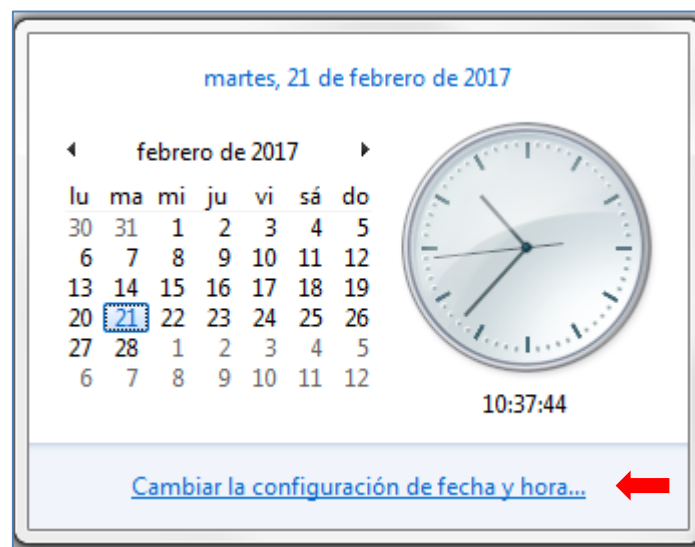 martes, 21 de febrero de 2017
febrero de 2017
lu ma mi ju vi sá do
30 31 1 2 3 4 5
6 7 8 9 10 11 12
13 14 15 16 17 18 19
20 21 22 23 24 25 26
27 28 1 2 3 4 5
6 7 8 9 10 11 12
10:37:44
Cambiar la configuración de fecha y hora...